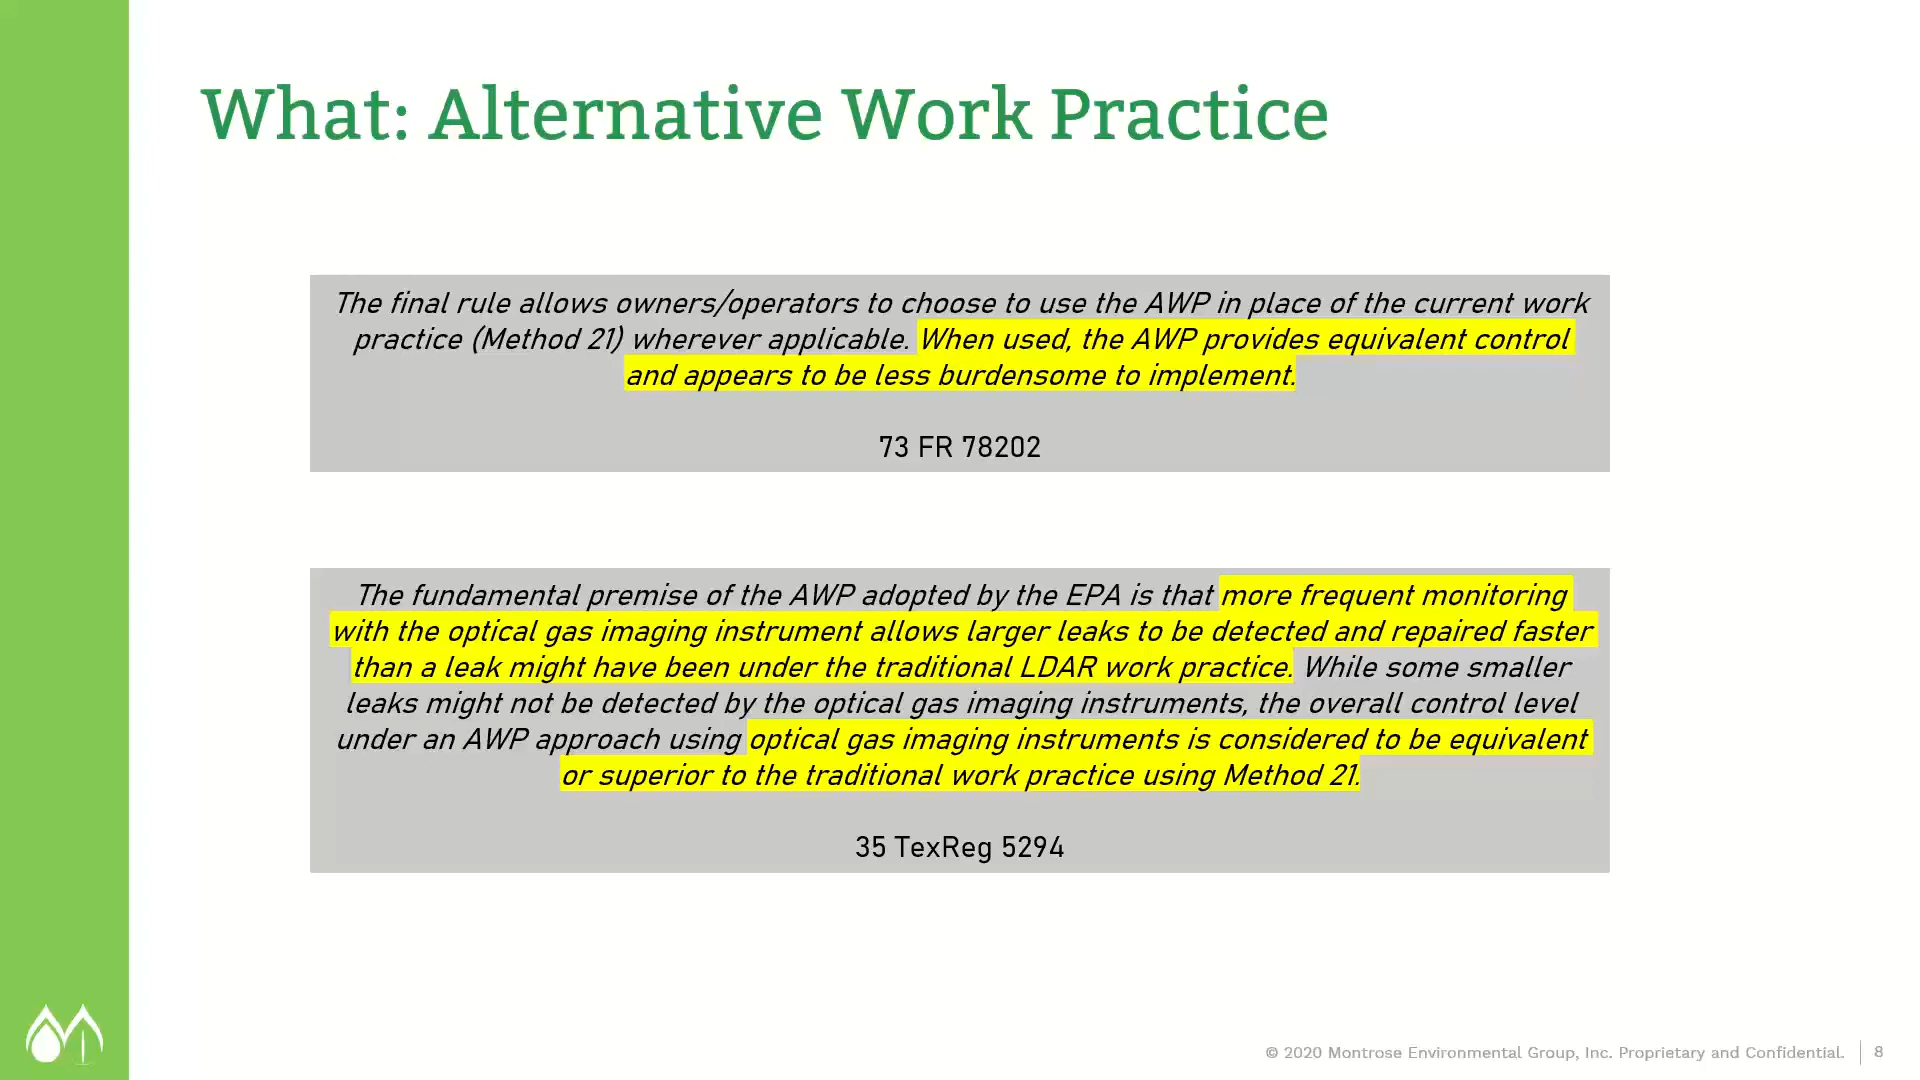 What: Alternative Work Practice
The final rule allows owners/operators to choose to use the AWP in place of the current work
practice (Method 21) wherever applicable. When used, the AWP provides equivalent control
and appears to be less burdensome to implement.
73 FR 78202
The fundamental premise of the AWP adopted by the EPA is that more frequent monitoring
with the optical gas imaging instrument allows larger leaks to be detected and repaired faster
than a leak might have been under the traditional LDAR work practice. While some smaller
leaks might not be detected by the optical gas imaging instruments, the overall control level
under an AWP approach using optical gas imaging instruments is considered to be equivalent
or superior to the traditional work practice using Method 21.
35 TexReg 5294
© 2020 Montrose Environmental Group, Inc. Proprietary and Confidential. 8